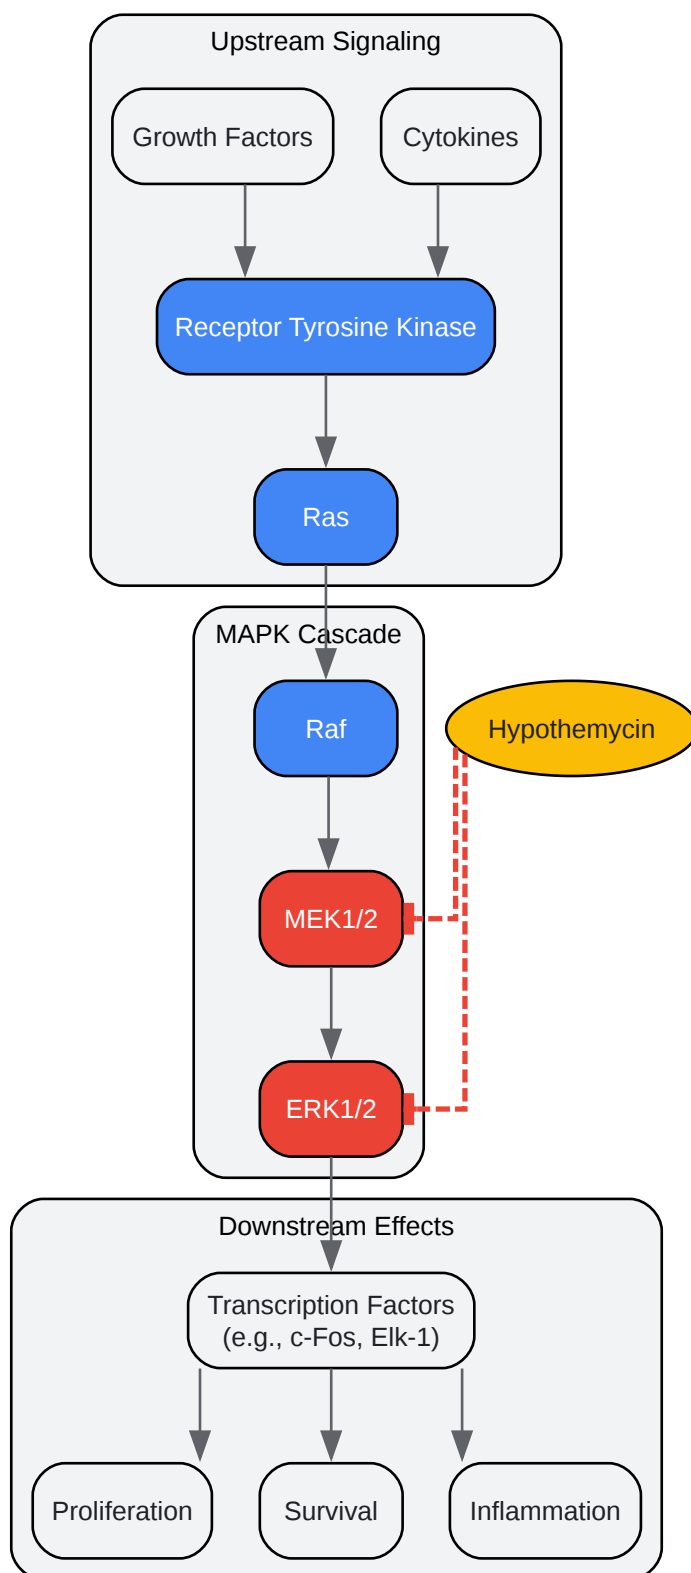 Upstream Signaling
Growth Factors
Cytokines
Receptor Tyrosine Kinase
Ras
MAPK Cascade
Raf
Hypothemycin
MEK1/2
ERK1/2
Downstream Effects
Transcription Factors
(e.g., c-Fos, Elk-1)
Proliferation
Survival
Inflammation